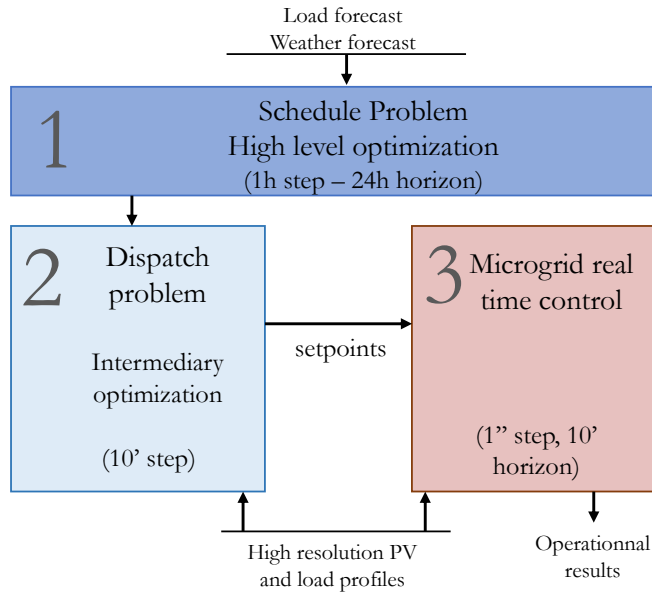 Load forecast
Weather forecast
1
Schedule Problem
High level optimization
(1h step – 24h horizon)
2
Dispatch
problem
Intermediary
optimization
(10’ step)
setpoints
3
Microgrid real
time control
(1” step, 10’
horizon)
High resolution PV
and load profiles
Operationnal
results